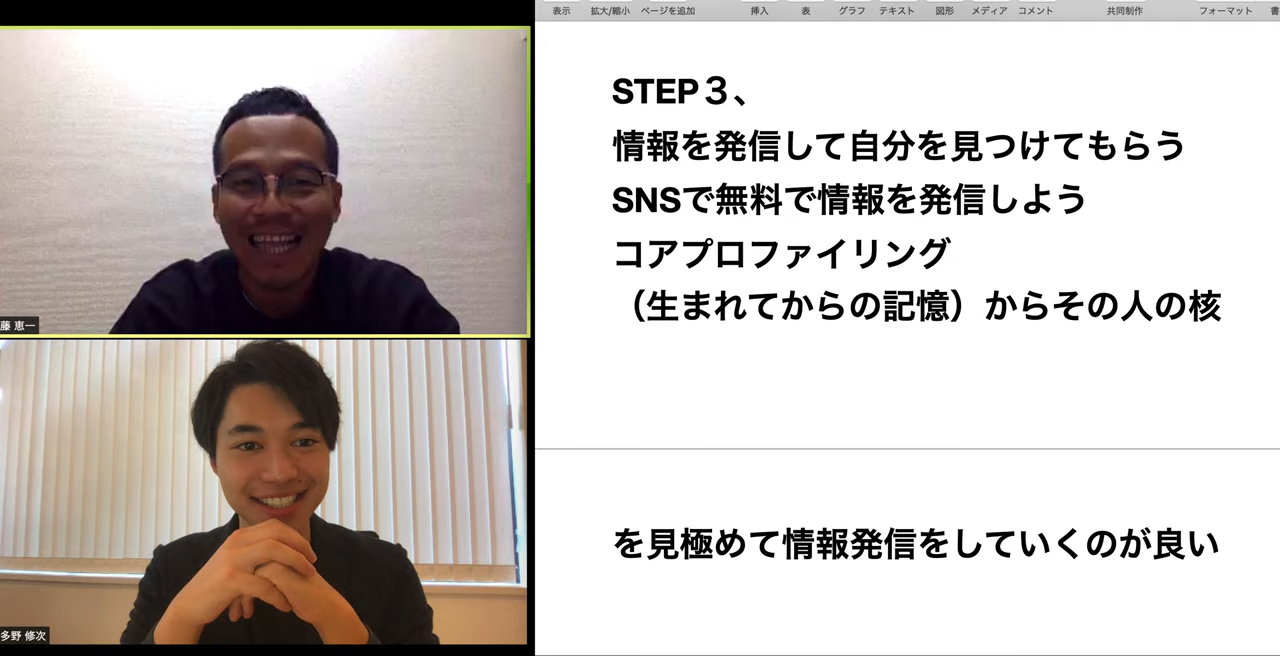 表示 拡大/縮小 ページを追加 挿入 表 グラフ テキスト 図形 メディア コメント 共同制作 フォーマット 書
STEP３、
情報を発信して自分を見つけてもらう
SNSで無料で情報を発信しよう
コアプロファイリング
（生まれてからの記憶）からその人の核
を見極めて情報発信をしていくのが良い
藤 恵一
多野 修次